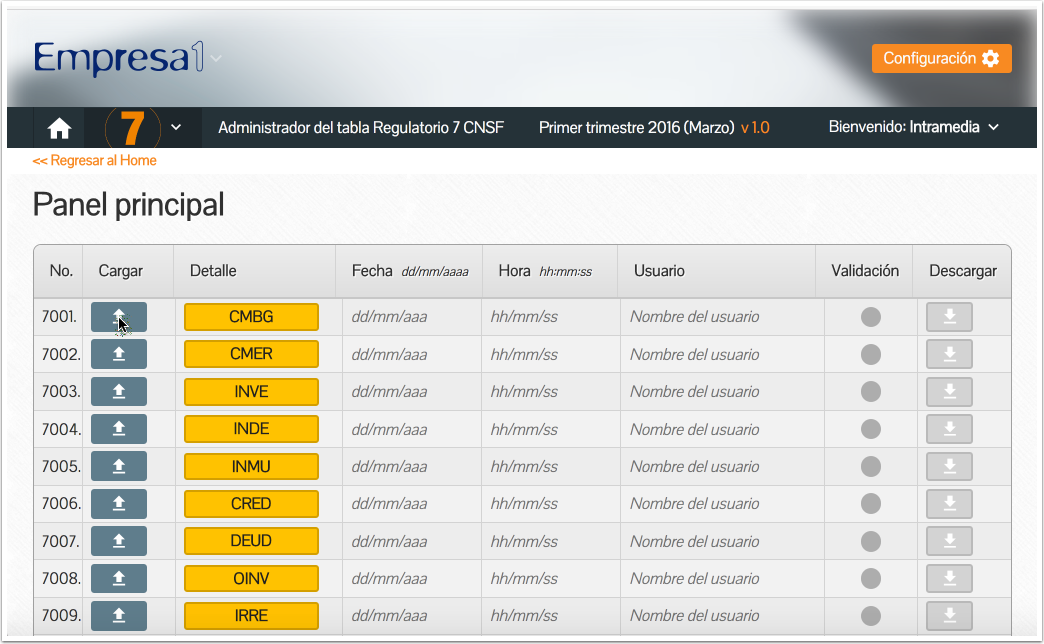 Empresa1
Configuración
7 Administrador del tabla Regulatorio 7 CNSF Primer trimestre 2016 (Marzo) v 1.0 Bienvenido: Intramedia
<< Regresar al Home
Panel principal
No. Cargar Detalle Fecha dd/mm/aaaa Hora hh:mm:ss Usuario Validación Descargar
7001. CMBG dd/mm/aaa hh/mm/ss Nombre del usuario
7002. CMER dd/mm/aaa hh/mm/ss Nombre del usuario
7003. INVE dd/mm/aaa hh/mm/ss Nombre del usuario
7004. INDE dd/mm/aaa hh/mm/ss Nombre del usuario
7005. INMU dd/mm/aaa hh/mm/ss Nombre del usuario
7006. CRED dd/mm/aaa hh/mm/ss Nombre del usuario
7007. DEUD dd/mm/aaa hh/mm/ss Nombre del usuario
7008. OINV dd/mm/aaa hh/mm/ss Nombre del usuario
7009. IRRE dd/mm/aaa hh/mm/ss Nombre del usuario